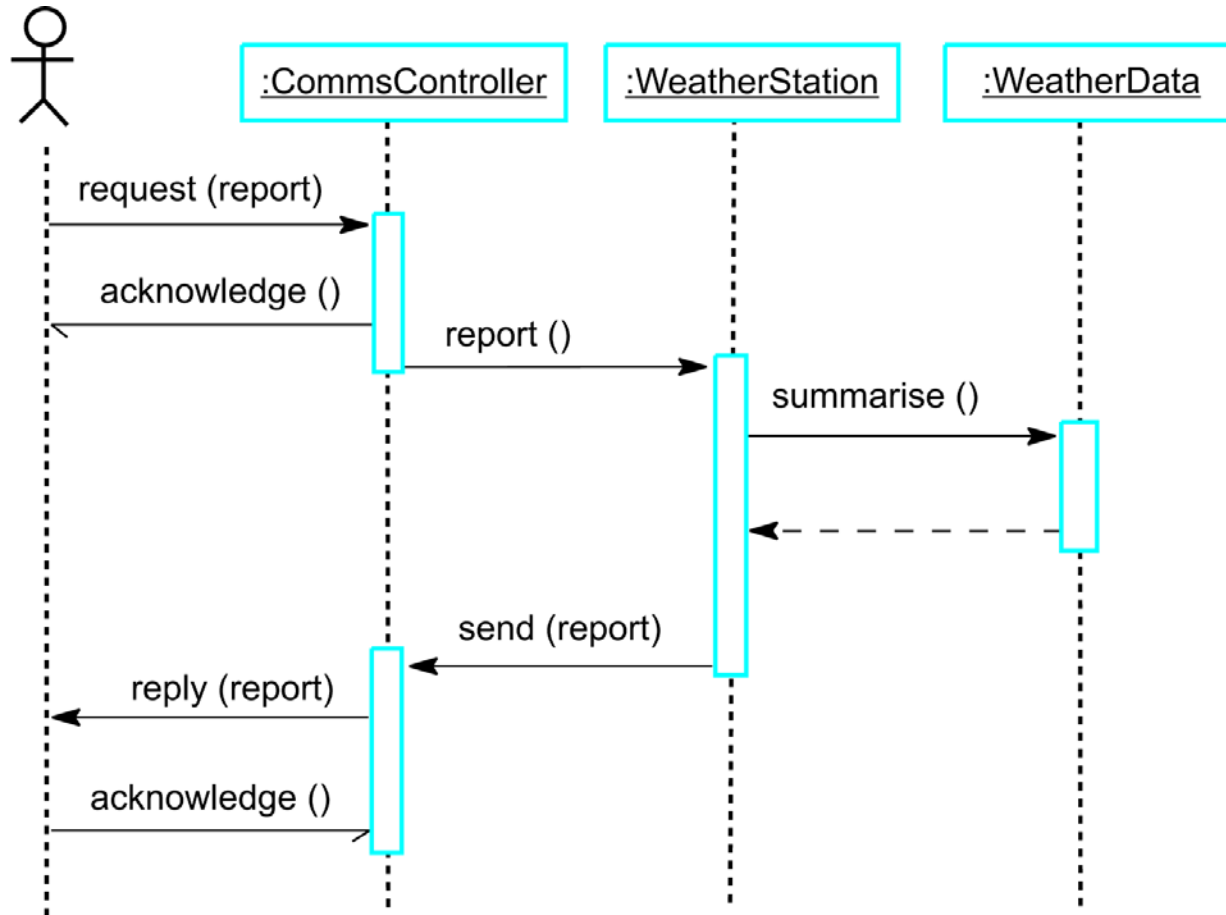 :CommsController
:WeatherStation
:WeatherData
request (report)
acknowledge ()
report ()
summarise ()
send (report)
reply (report)
acknowledge ()